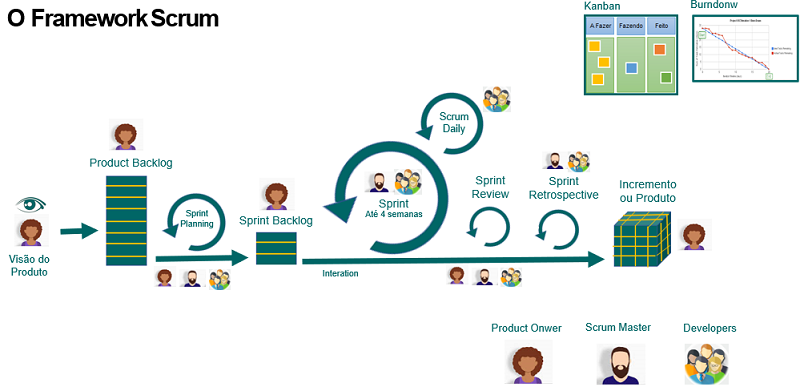 O Framework Scrum
Kanban
Burndonw
A Fazer
Fazendo
Feito
Scrum
Daily
Product Backlog
Sprint
Planning
Sprint Backlog
Sprint
Até 4 semanas
Sprint
Review
Sprint
Retrospective
Incremento
ou Produto
Visão do
Produto
Interation
Product Onwer
Scrum Master
Developers